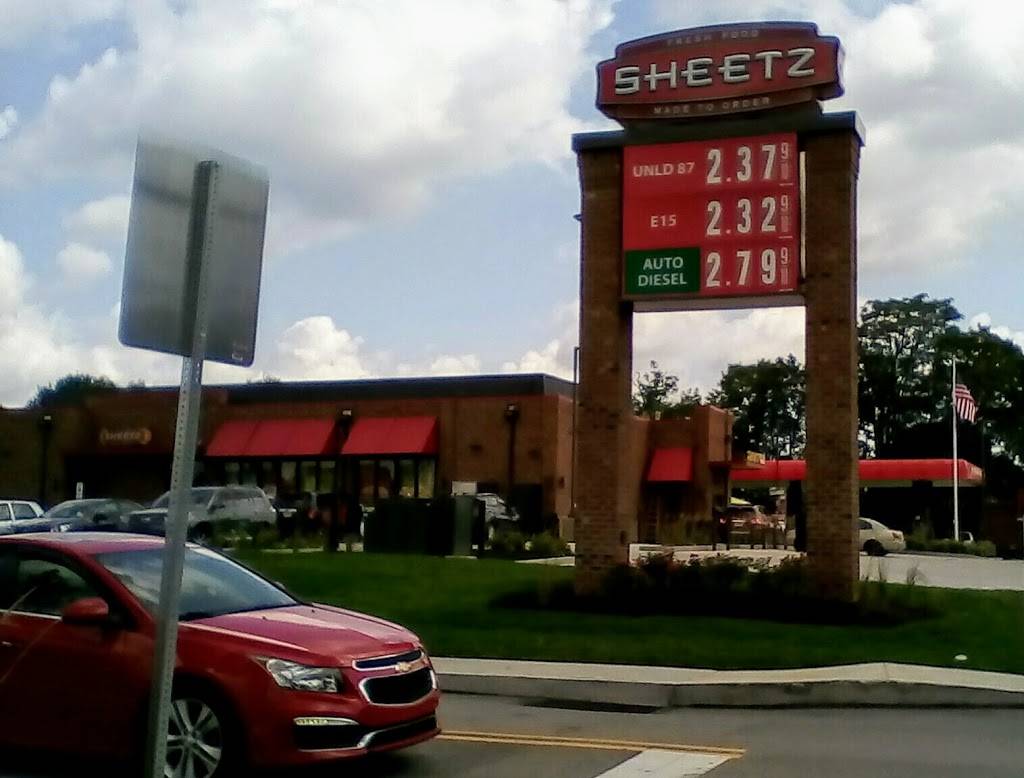 FRESH FOOD
SHEETZ
MADE TO ORDER
UNLD 87 2.37 9/10
E15 2.32 9/10
AUTO DIESEL 2.79 9/10
SHEETZ